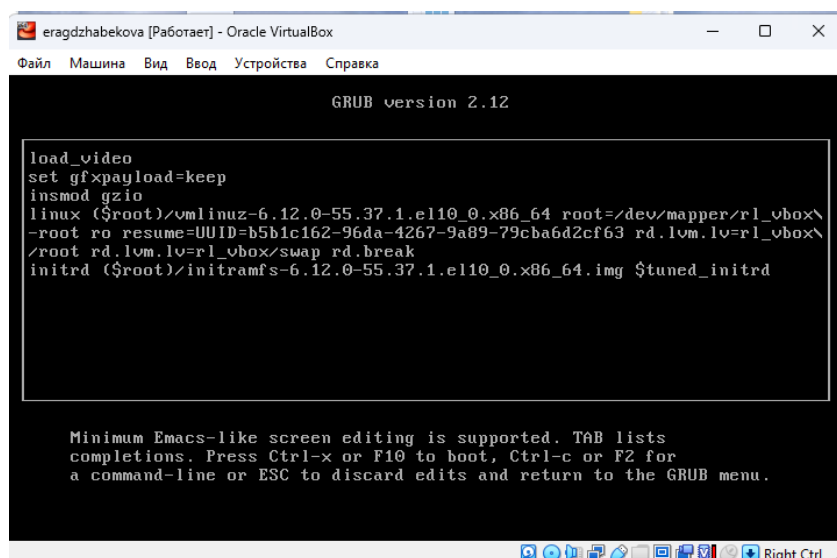 eragdzhabekova [Работает] - Oracle VirtualBox
Файл Машина Вид Ввод Устройства Справка
GRUB version 2.12
load_video
set gfxpayload=keep
insmod gzio
linux ($root)/vmlinuz-6.12.0-55.37.1.el10_0.x86_64 root=/dev/mapper/rl_vbox\
-root ro resume=UUID=b5b1c162-96da-4267-9a89-79cba6d2cf63 rd.lvm.lv=rl_vbox\
/root rd.lvm.lv=rl_vbox/swap rd.break
initrd ($root)/initramfs-6.12.0-55.37.1.el10_0.x86_64.img $tuned_initrd
Minimum Emacs-like screen editing is supported. TAB lists
completions. Press Ctrl-x or F10 to boot, Ctrl-c or F2 for
a command-line or ESC to discard edits and return to the GRUB menu.
Right Ctrl